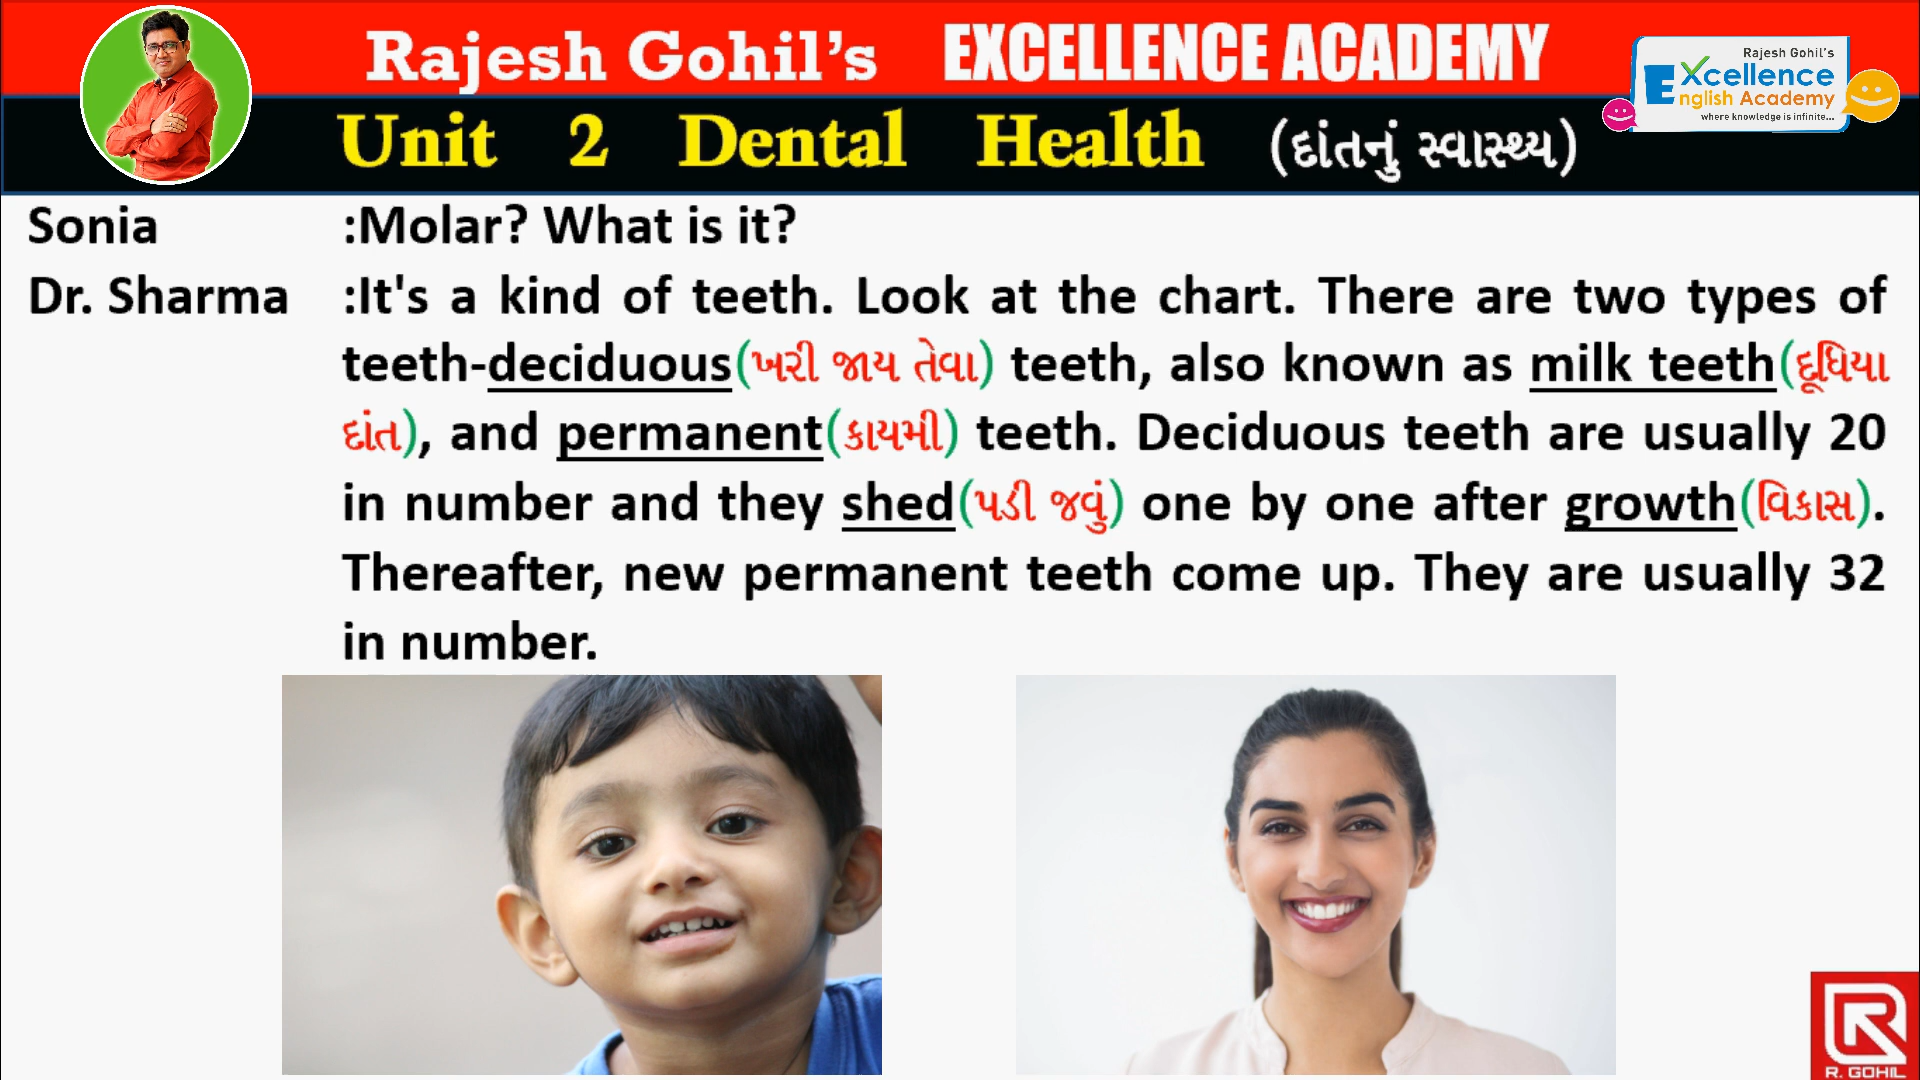 Rajesh Gohil’s EXCELLENCE ACADEMY
Rajesh Gohil’s
Excellence
English Academy
where knowledge is infinite...
Unit 2 Dental Health (દાંતનું સ્વાસ્થ્ય)
Sonia :Molar? What is it?
Dr. Sharma :It's a kind of teeth. Look at the chart. There are two types of
teeth-deciduous(ખરી જાય તેવા) teeth, also known as milk teeth(દૂધિયા
દાંત), and permanent(કાયમી) teeth. Deciduous teeth are usually 20
in number and they shed(પડી જવું) one by one after growth(વિકાસ).
Thereafter, new permanent teeth come up. They are usually 32
in number.
R. GOHIL